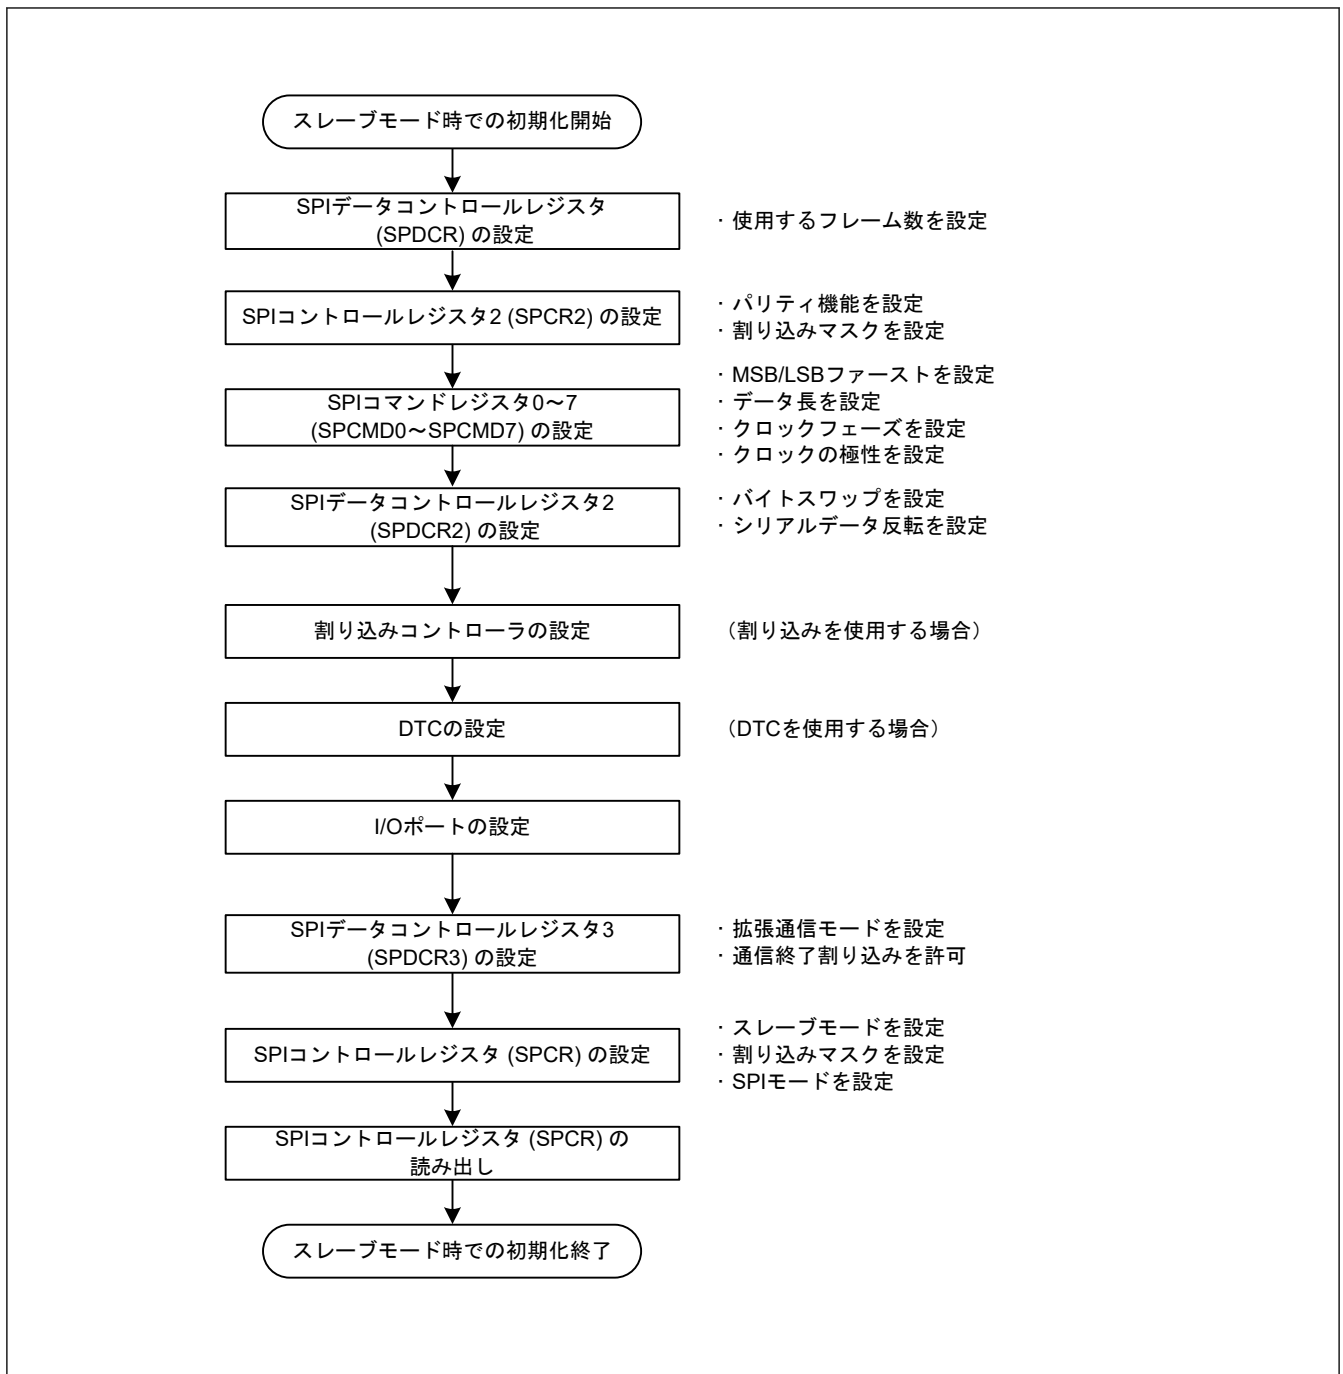 スレーブモード時での初期化開始
SPIデータコントロールレジスタ
(SPDCR) の設定
・使用するフレーム数を設定
SPIコントロールレジスタ2 (SPCR2) の設定
・パリティ機能を設定
・割り込みマスクを設定
SPIコマンドレジスタ0～7
(SPCMD0～SPCMD7) の設定
・MSB/LSBファーストを設定
・データ長を設定
・クロックフェーズを設定
・クロックの極性を設定
SPIデータコントロールレジスタ2
(SPDCR2) の設定
・バイトスワップを設定
・シリアルデータ反転を設定
割り込みコントローラの設定
（割り込みを使用する場合）
DTCの設定
（DTCを使用する場合）
I/Oポートの設定
SPIデータコントロールレジスタ3
(SPDCR3) の設定
・拡張通信モードを設定
・通信終了割り込みを許可
SPIコントロールレジスタ (SPCR) の設定
・スレーブモードを設定
・割り込みマスクを設定
・SPIモードを設定
SPIコントロールレジスタ (SPCR) の
読み出し
スレーブモード時での初期化終了